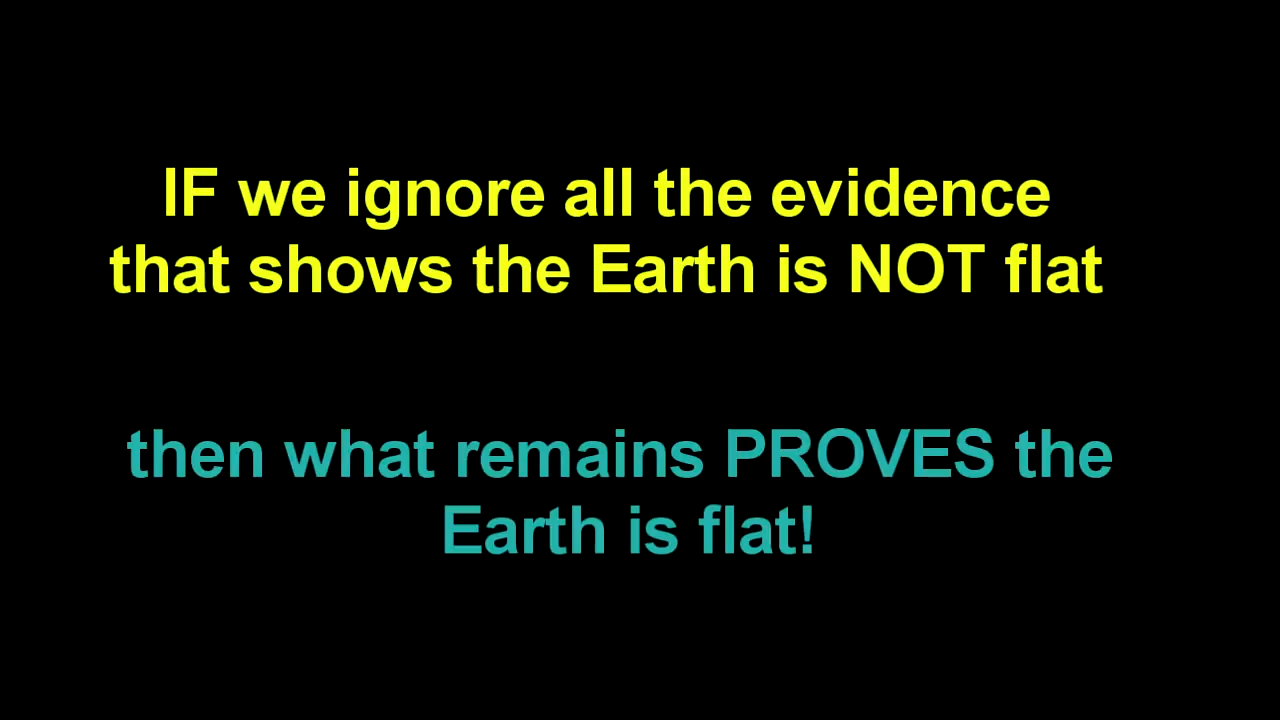 IF we ignore all the evidence
that shows the Earth is NOT flat
then what remains PROVES the
Earth is flat!